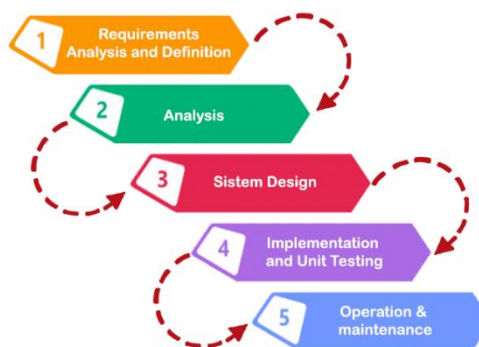 1
Requirements
Analysis and Definition
2
Analysis
3
Sistem Design
4
Implementation
and Unit Testing
5
Operation &
maintenance